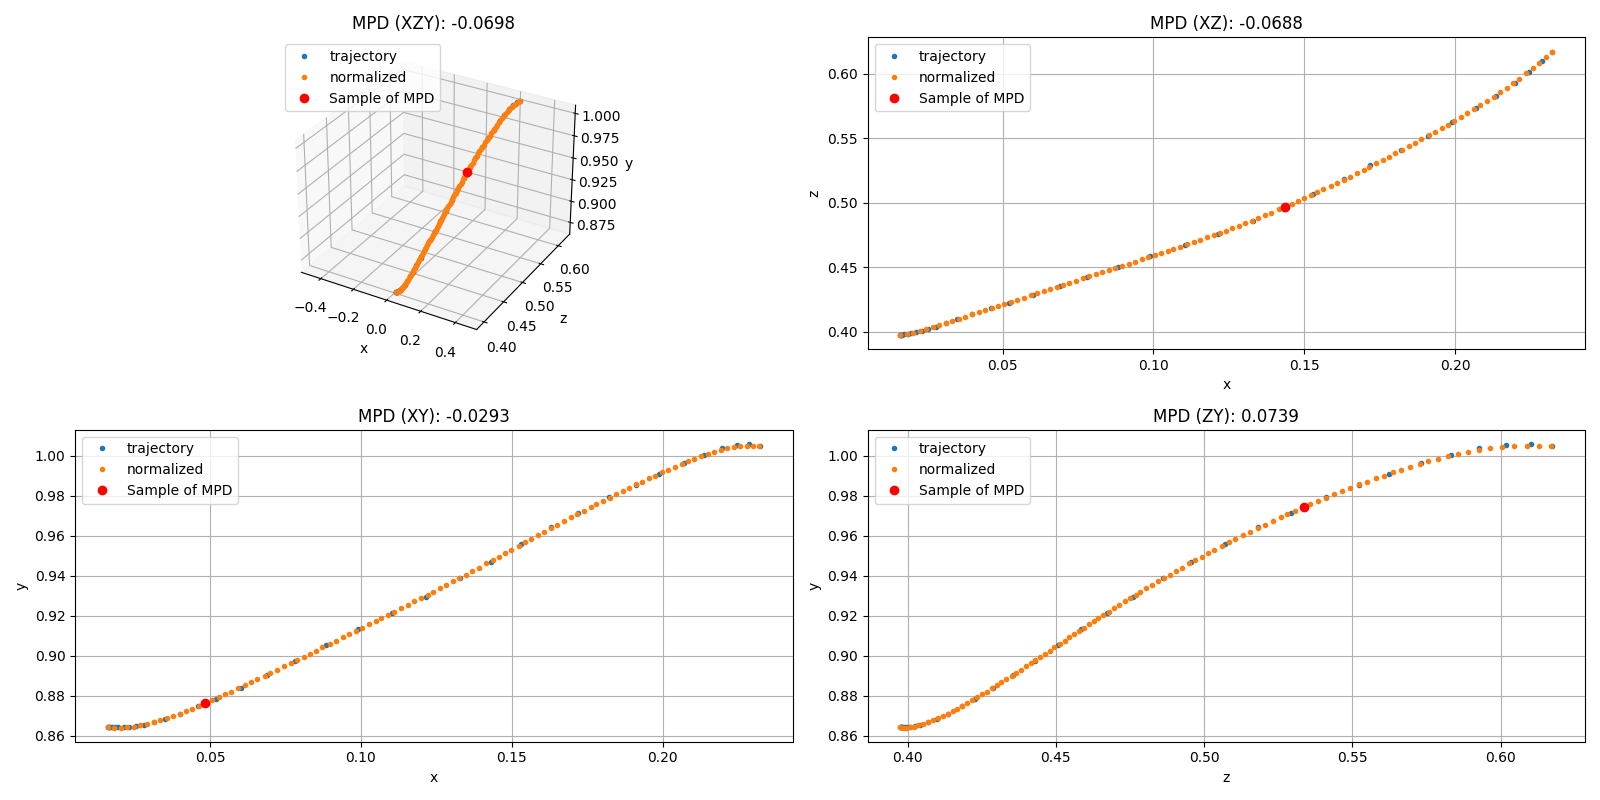 MPD (XZY): -0.0698
trajectory
normalized
Sample of MPD
1.000
0.975
0.950
0.925
0.900
0.875
y
0.60
0.55
0.50
0.45
0.40
z
−0.4
−0.2
0.0
0.2
0.4
x
MPD (XZ): -0.0688
trajectory
normalized
Sample of MPD
0.60
0.55
0.50
0.45
0.40
z
0.05 0.10 0.15 0.20
x
MPD (XY): -0.0293
trajectory
normalized
Sample of MPD
1.00
0.98
0.96
0.94
0.92
0.90
0.88
0.86
y
0.05 0.10 0.15 0.20
x
MPD (ZY): 0.0739
trajectory
normalized
Sample of MPD
1.00
0.98
0.96
0.94
0.92
0.90
0.88
0.86
y
0.40 0.45 0.50 0.55 0.60
z